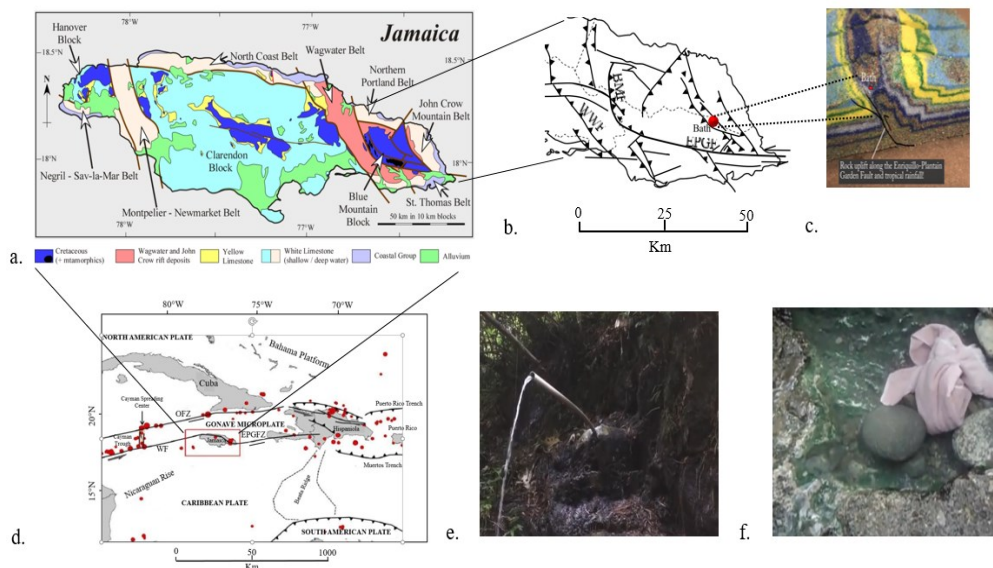 Jamaica
78°W
77°W
78°W
77°W
18.5°N
18.5°N
18°N
18°N
N
Hanover
Block
North Coast Belt
Wagwater Belt
Northern
Portland Belt
John Crow
Mountain Belt
Clarendon
Block
Negril - Sav-la-Mar Belt
Montpelier - Newmarket Belt
Blue
Mountain
Block
St. Thomas Belt
50 km in 10 km blocks
a.
Cretaceous
(+ mtamorphics)
Wagwater and John
Crow rift deposits
Yellow
Limestone
White Limestone
(shallow / deep water)
Coastal Group
Alluvium
BMF
WWF
EPGF
Bath
b.
0 25 50
Km
Bath
Rock uplift along the Enriquillo-Plantain
Garden Fault and tropical rainfall!
c.
80°W 75°W 70°W
20°N
15°N
NORTH AMERICAN PLATE
Bahama Platform
Cuba
Cayman Spreading
Center
OFZ
Puerto Rico Trench
GONAVE MICROPLATE
Cayman
Trough
EPGFZ
Hispaniola
Puerto Rico
Jamaica
WF
Muertos Trench
Nicaraguan Rise
Beata Ridge
CARIBBEAN PLATE
SOUTH AMERICAN PLATE
d.
0 50 1000
Km
e.
f.